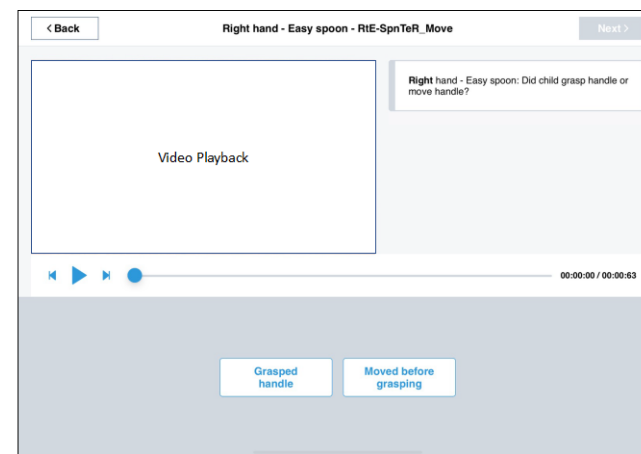 < Back
Right hand - Easy spoon - RtE-SpnTeR_Move
Next >
Right hand - Easy spoon: Did child grasp handle or
move handle?
Video Playback
00:00:00 / 00:00:63
Grasped
handle
Moved before
grasping